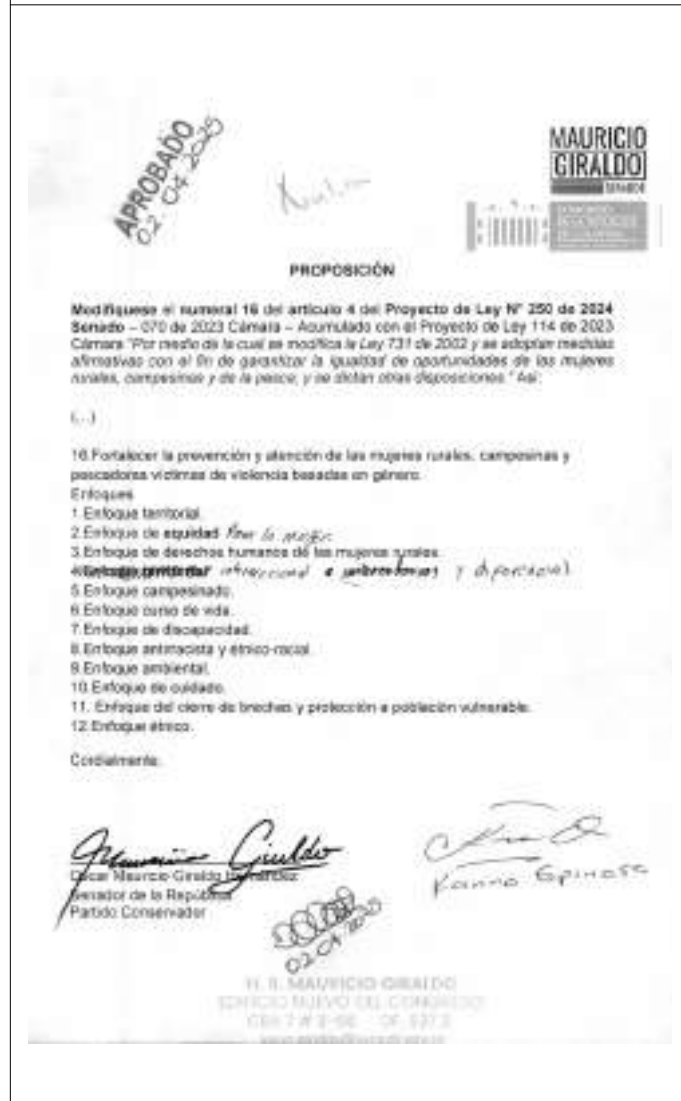 APROBADO
02.04.2025
MAURICIO
GIRALDO
SENADOR
PROPOSICIÓN
Modifíquese el numeral 16 del artículo 4 del Proyecto de Ley N° 250 de 2024
Senado – 070 de 2023 Cámara – Acumulado con el Proyecto de Ley 114 de 2023
Cámara "Por medio de la cual se modifica la Ley 731 de 2002 y se adoptan medidas
afirmativas con el fin de garantizar la igualdad de oportunidades de las mujeres
rurales, campesinas y de la pesca, y se dictan otras disposiciones." Así:
(...)
16.Fortalecer la prevención y atención de las mujeres rurales, campesinas y
pescadoras víctimas de violencia basadas en género.
Enfoques
1.Enfoque territorial.
2.Enfoque de equidad Para la mujer.
3.Enfoque de derechos humanos de las mujeres rurales.
y diferencial
5.Enfoque campesinado.
6.Enfoque curso de vida.
7.Enfoque de discapacidad.
8.Enfoque antirracista y étnico-racial.
9.Enfoque ambiental.
10.Enfoque de cuidado.
11. Enfoque del cierre de brechas y protección a población vulnerable.
12.Enfoque étnico.
Cordialmente,
Mauricio Giraldo
Oscar Mauricio Giraldo Hernández
Senador de la República
Partido Conservador
Espinosa
02 04 2025
H. S. MAURICIO GIRALDO
EDIFICIO NUEVO DEL CONGRESO